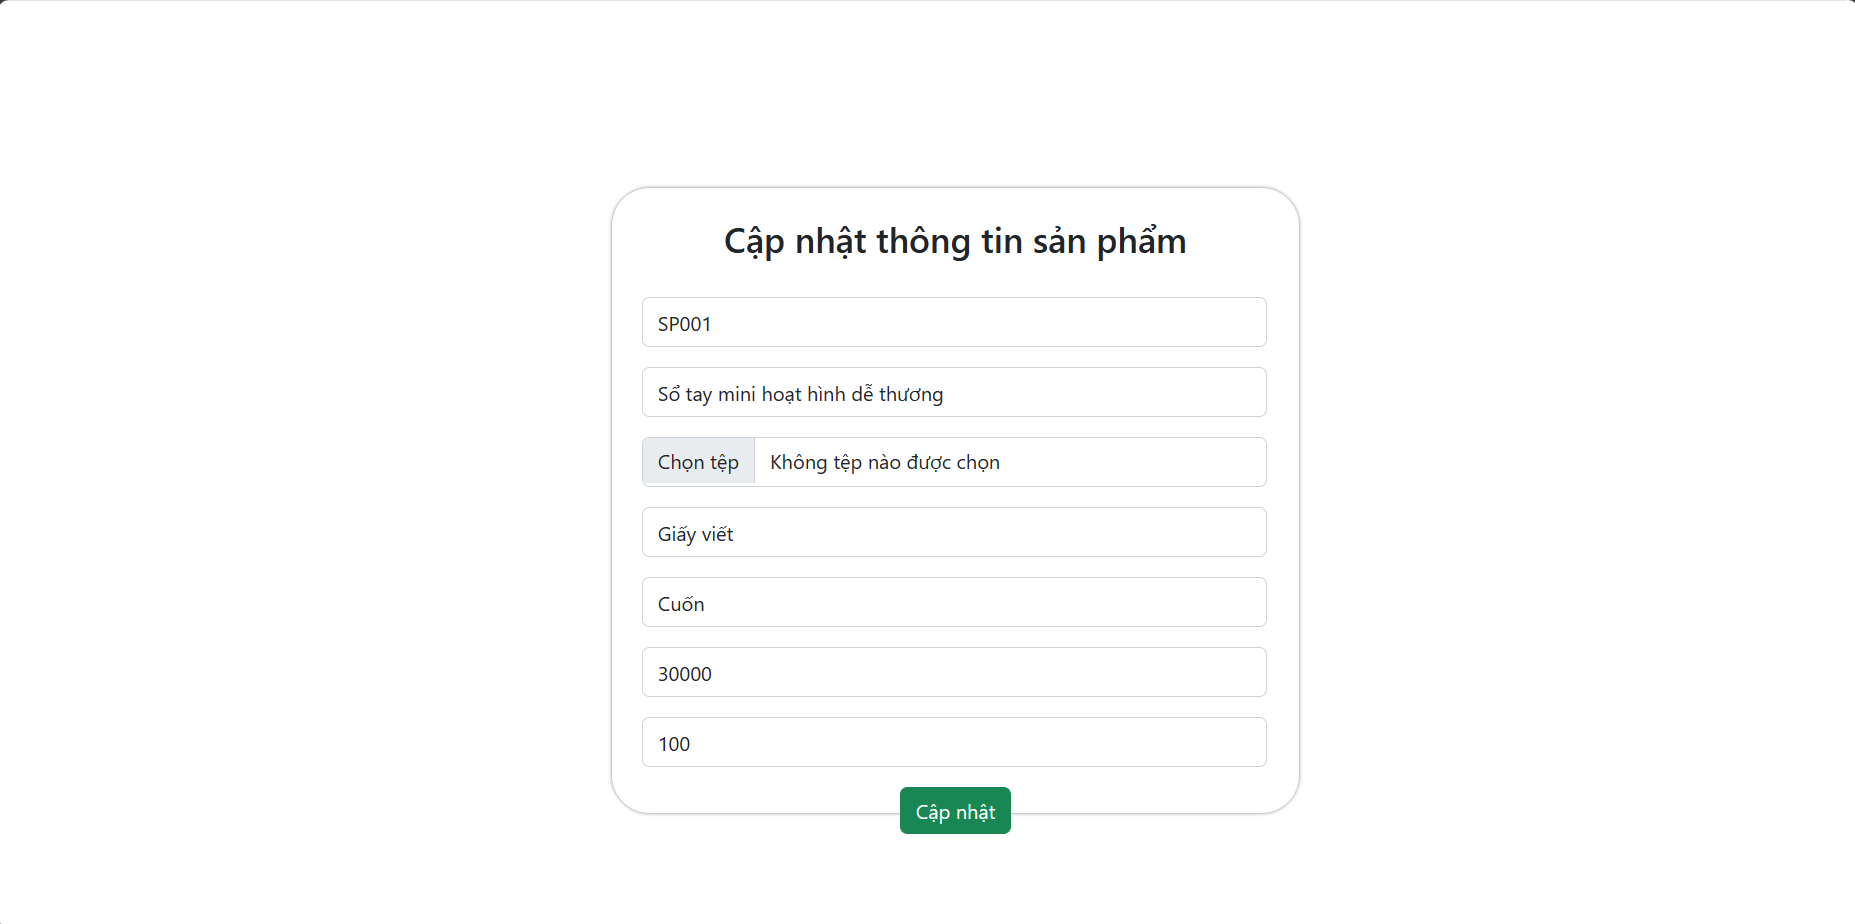 Cập nhật thông tin sản phẩm
SP001
Sổ tay mini hoạt hình dễ thương
Chọn tệp Không tệp nào được chọn
Giấy viết
Cuốn
30000
100
Cập nhật